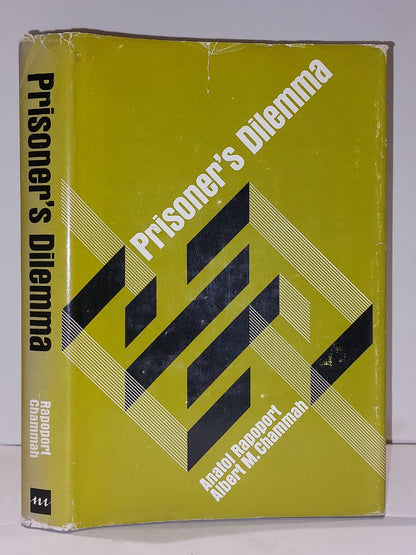 Prisoner's Dilemma
Rapoport
Chammah
m
Prisoner's Dilemma
Anatol Rapoport
Albert M. Chammah